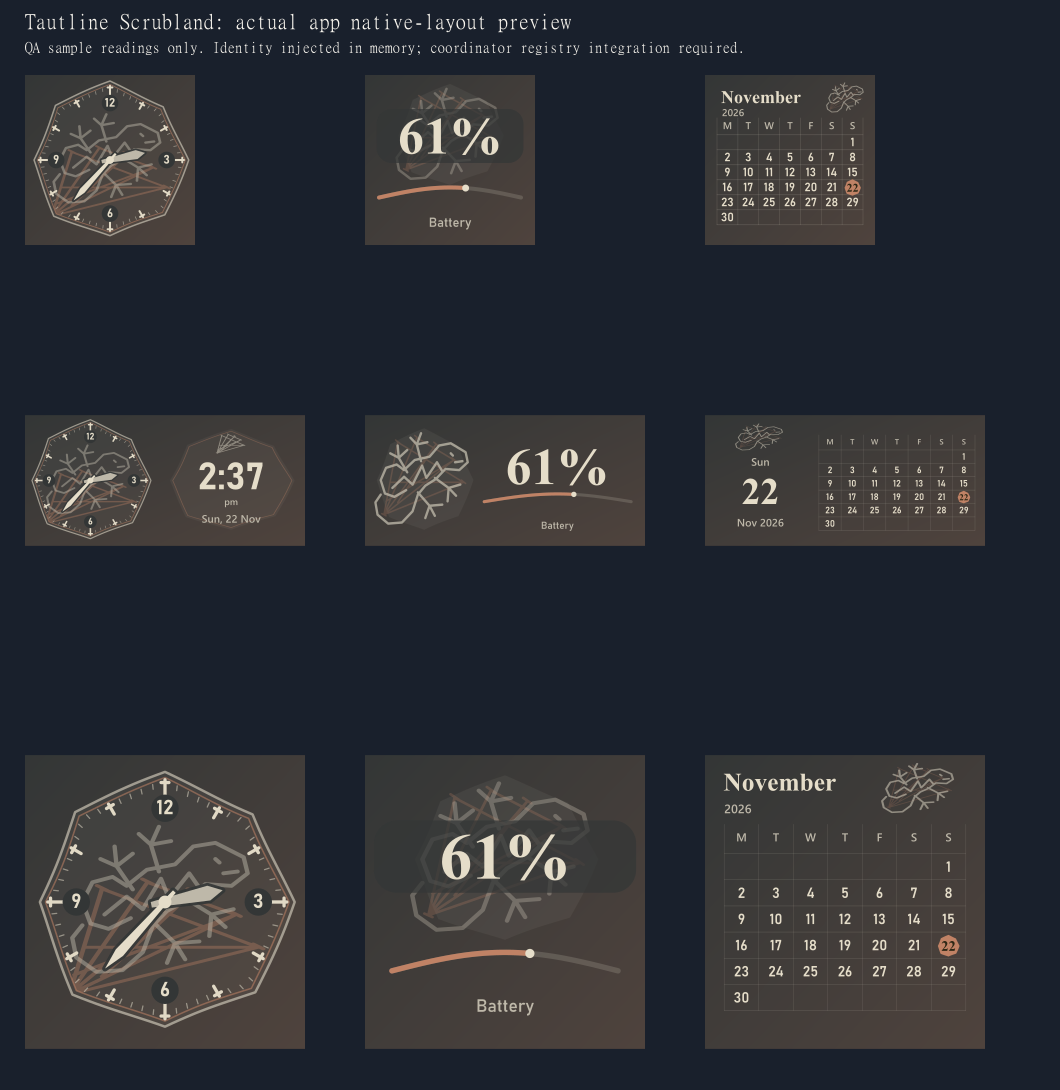 Tautline Scrubland: actual app native-layout preview
QA sample readings only. Identity injected in memory; coordinator registry integration required.
12
9 3
6
61%
Battery
November
2026
M T W T F S S
1
2 3 4 5 6 7 8
9 10 11 12 13 14 15
16 17 18 19 20 21 22
23 24 25 26 27 28 29
30
12
9 3
6
2:37
pm
Sun, 22 Nov
61%
Battery
Sun
22
Nov 2026
M T W T F S S
1
2 3 4 5 6 7 8
9 10 11 12 13 14 15
16 17 18 19 20 21 22
23 24 25 26 27 28 29
30
12
9 3
6
61%
Battery
November
2026
M T W T F S S
1
2 3 4 5 6 7 8
9 10 11 12 13 14 15
16 17 18 19 20 21 22
23 24 25 26 27 28 29
30